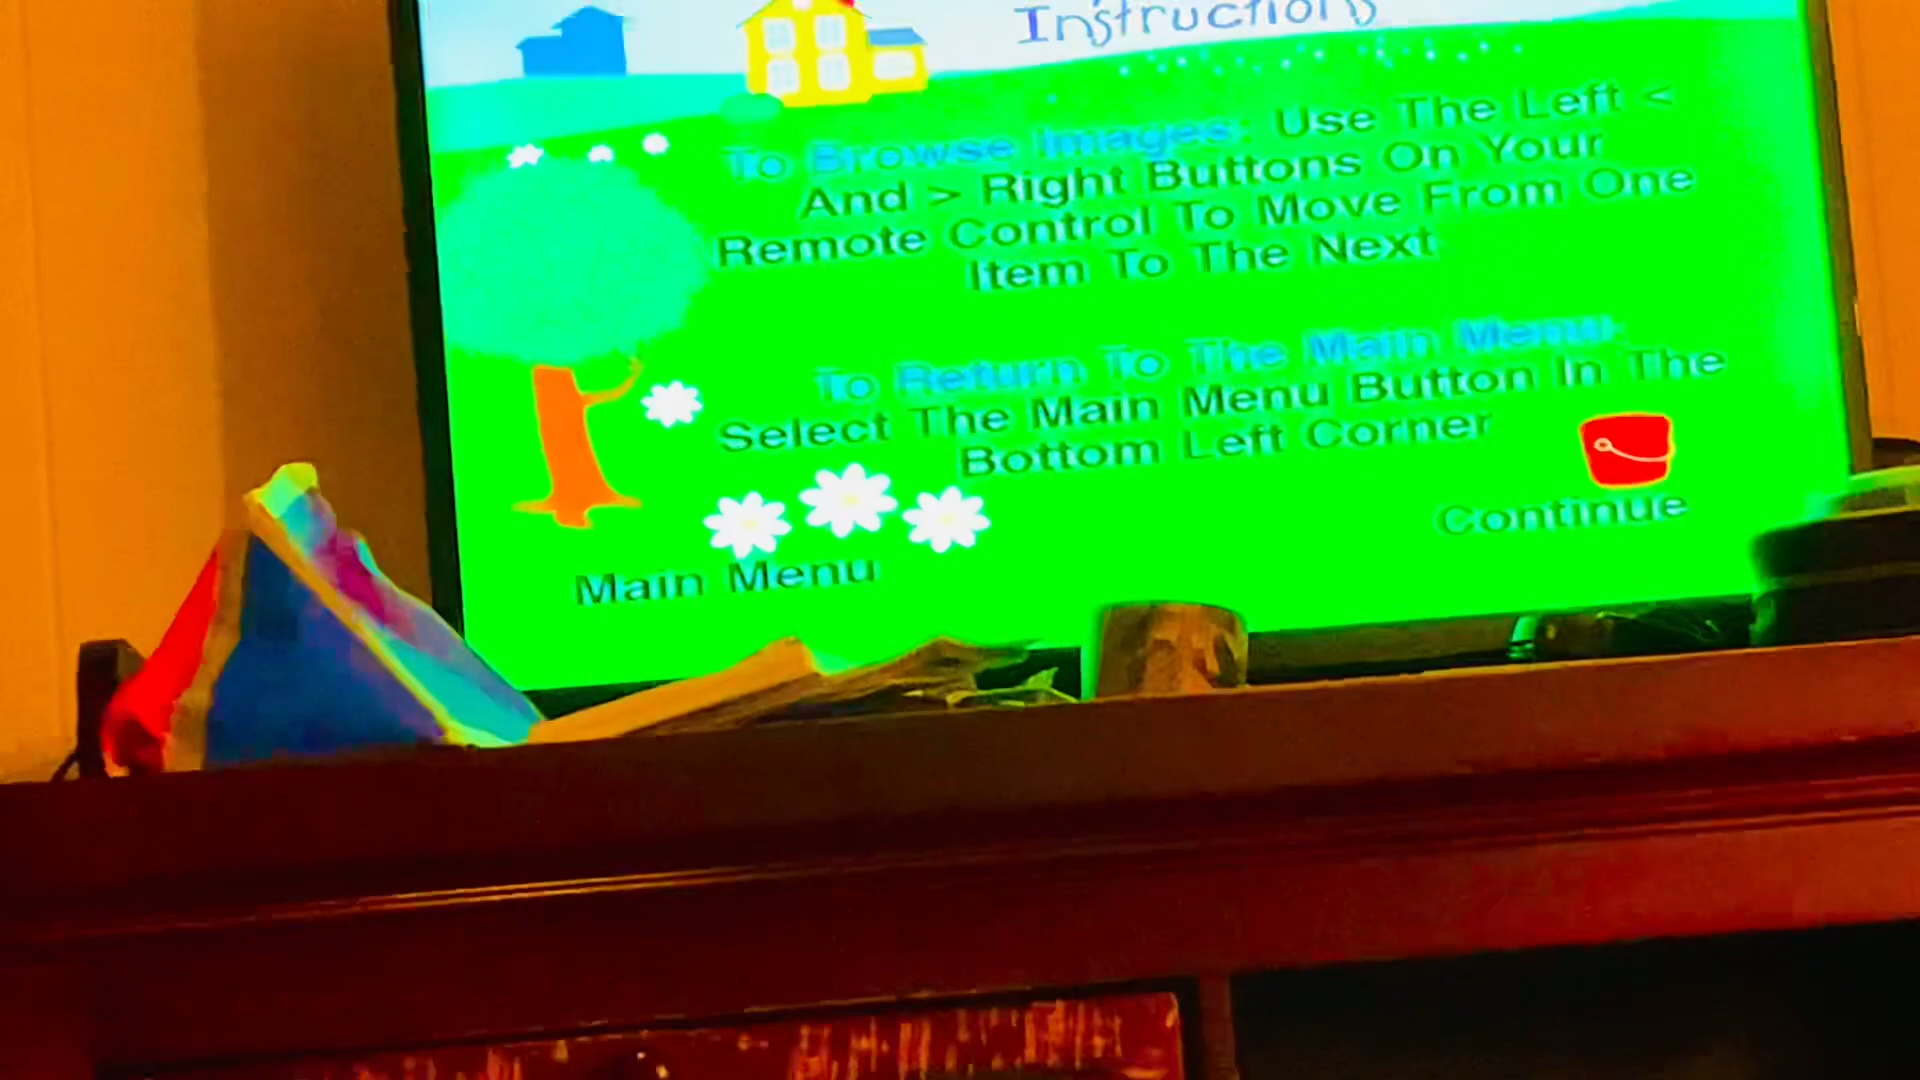 Instructions
To Browse Images: Use The Left <
And > Right Buttons On Your
Remote Control To Move From One
Item To The Next
To Return To The Main Menu:
Select The Main Menu Button In The
Bottom Left Corner
Continue
Main Menu